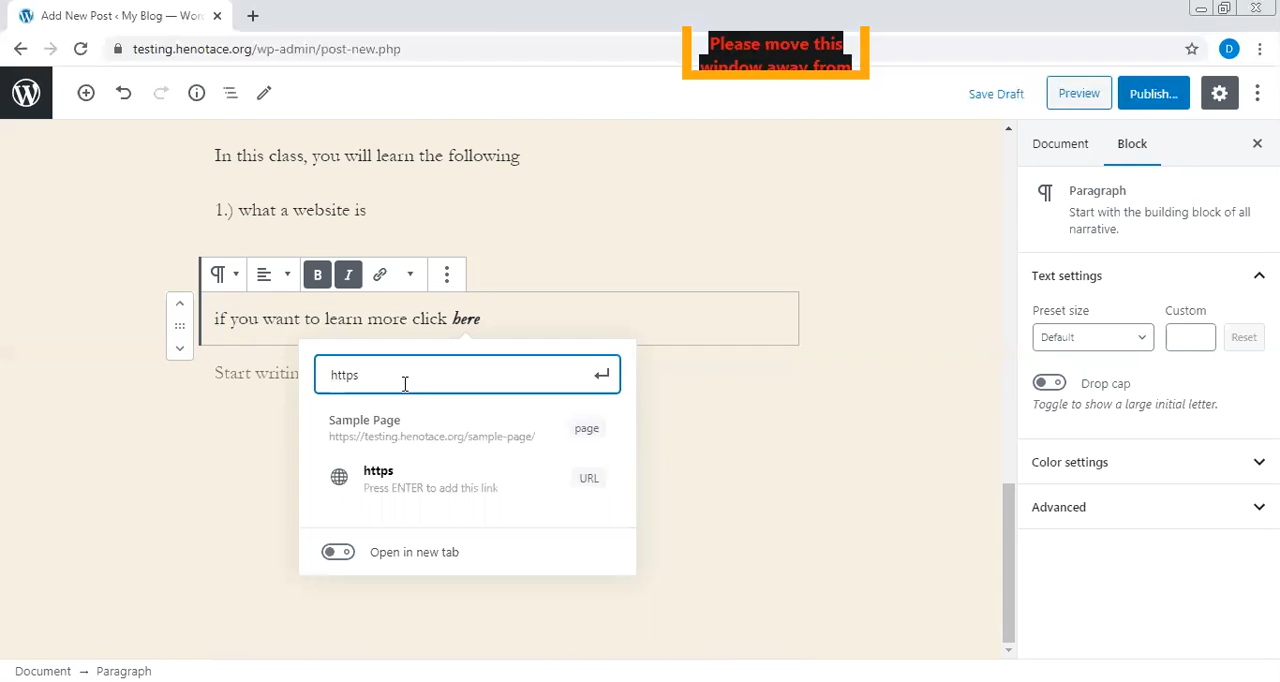 Add New Post ‹ My Blog — Wor
testing.henotace.org/wp-admin/post-new.php
D
Please move this
window away from
Save Draft
Preview
Publish...
In this class, you will learn the following
1.) what a website is
B
I
if you want to learn more click here
Start writin
https
Sample Page
https://testing.henotace.org/sample-page/
page
https
Press ENTER to add this link
URL
Open in new tab
Document
Block
Paragraph
Start with the building block of all
narrative.
Text settings
Preset size
Custom
Default
Reset
Drop cap
Toggle to show a large initial letter.
Color settings
Advanced
Document → Paragraph